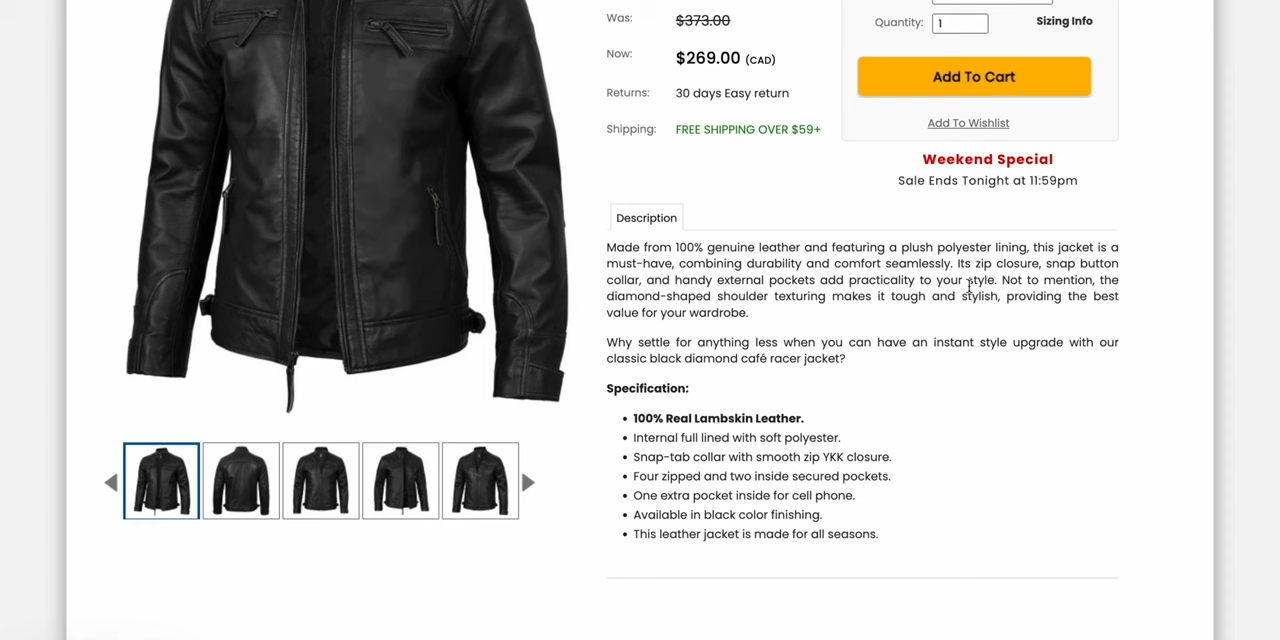 Was: $373.00
Quantity: 1 Sizing Info
Now: $269.00 (CAD)
Add To Cart
Returns: 30 days Easy return
Add To Wishlist
Shipping: FREE SHIPPING OVER $59+
Weekend Special
Sale Ends Tonight at 11:59pm
Description
Made from 100% genuine leather and featuring a plush polyester lining, this jacket is a
must-have, combining durability and comfort seamlessly. Its zip closure, snap button
collar, and handy external pockets add practicality to your style. Not to mention, the
diamond-shaped shoulder texturing makes it tough and stylish, providing the best
value for your wardrobe.
Why settle for anything less when you can have an instant style upgrade with our
classic black diamond café racer jacket?
Specification:
• 100% Real Lambskin Leather.
• Internal full lined with soft polyester.
• Snap-tab collar with smooth zip YKK closure.
• Four zipped and two inside secured pockets.
• One extra pocket inside for cell phone.
• Available in black color finishing.
• This leather jacket is made for all seasons.